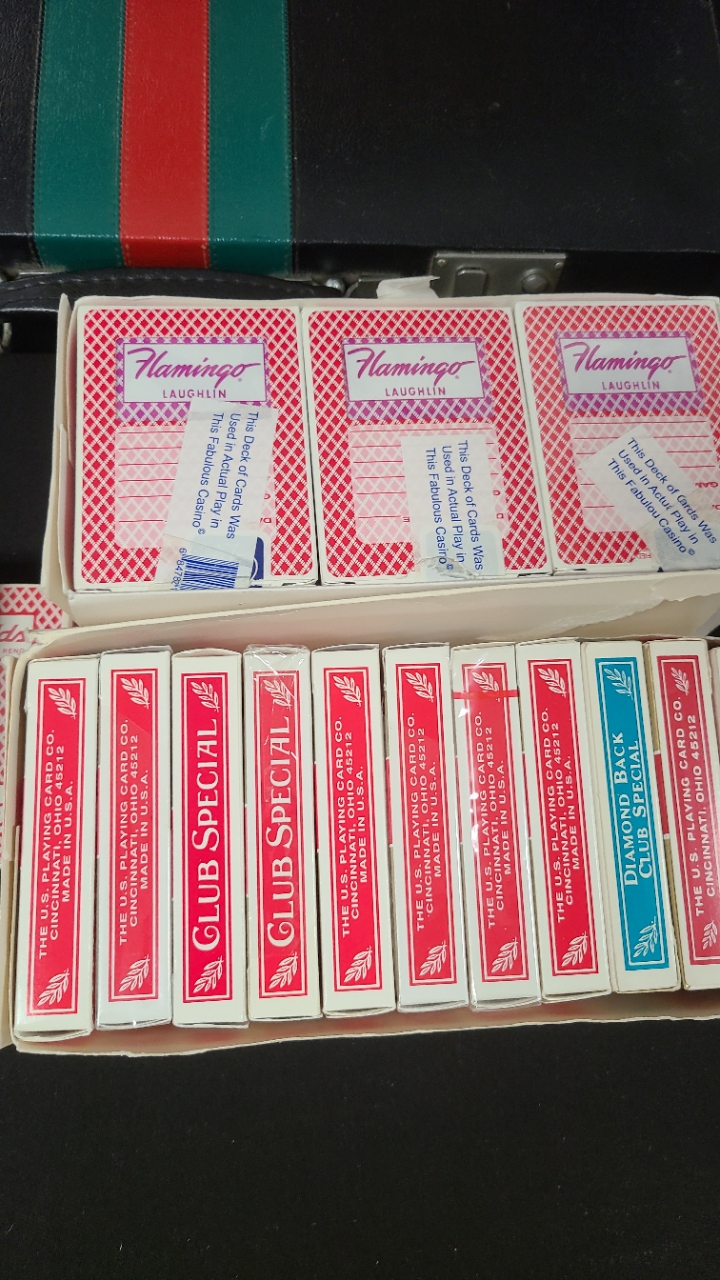 Flamingo
LAUGHLIN
This Deck of Cards Was
Used in Actual Play in
This Fabulous Casino©
Flamingo
LAUGHLIN
This Deck of Cards Was
Used in Actual Play in
This Fabulous Casino©
Flamingo
LAUGHLIN
This Deck of Cards Was
Used in Actual Play in
This Fabulous Casino
ds
RENO
THE U.S. PLAYING CARD CO.
CINCINNATI, OHIO 45212
MADE IN U.S.A.
THE U.S. PLAYING CARD CO.
CINCINNATI, OHIO 45212
MADE IN U.S.A.
CLUB SPECIAL
CLUB SPECIAL
THE U.S. PLAYING CARD CO.
CINCINNATI, OHIO 45212
MADE IN U.S.A.
THE U.S. PLAYING CARD CO.
CINCINNATI, OHIO 45212
MADE IN U.S.A.
THE U.S. PLAYING CARD CO.
CINCINNATI, OHIO 45212
MADE IN U.S.A.
THE U.S. PLAYING CARD CO.
CINCINNATI, OHIO 45212
MADE IN U.S.A.
DIAMOND BACK
CLUB SPECIAL
THE U.S. PLAYING CARD CO.
CINCINNATI, OHIO 45212
MADE IN U.S.A.